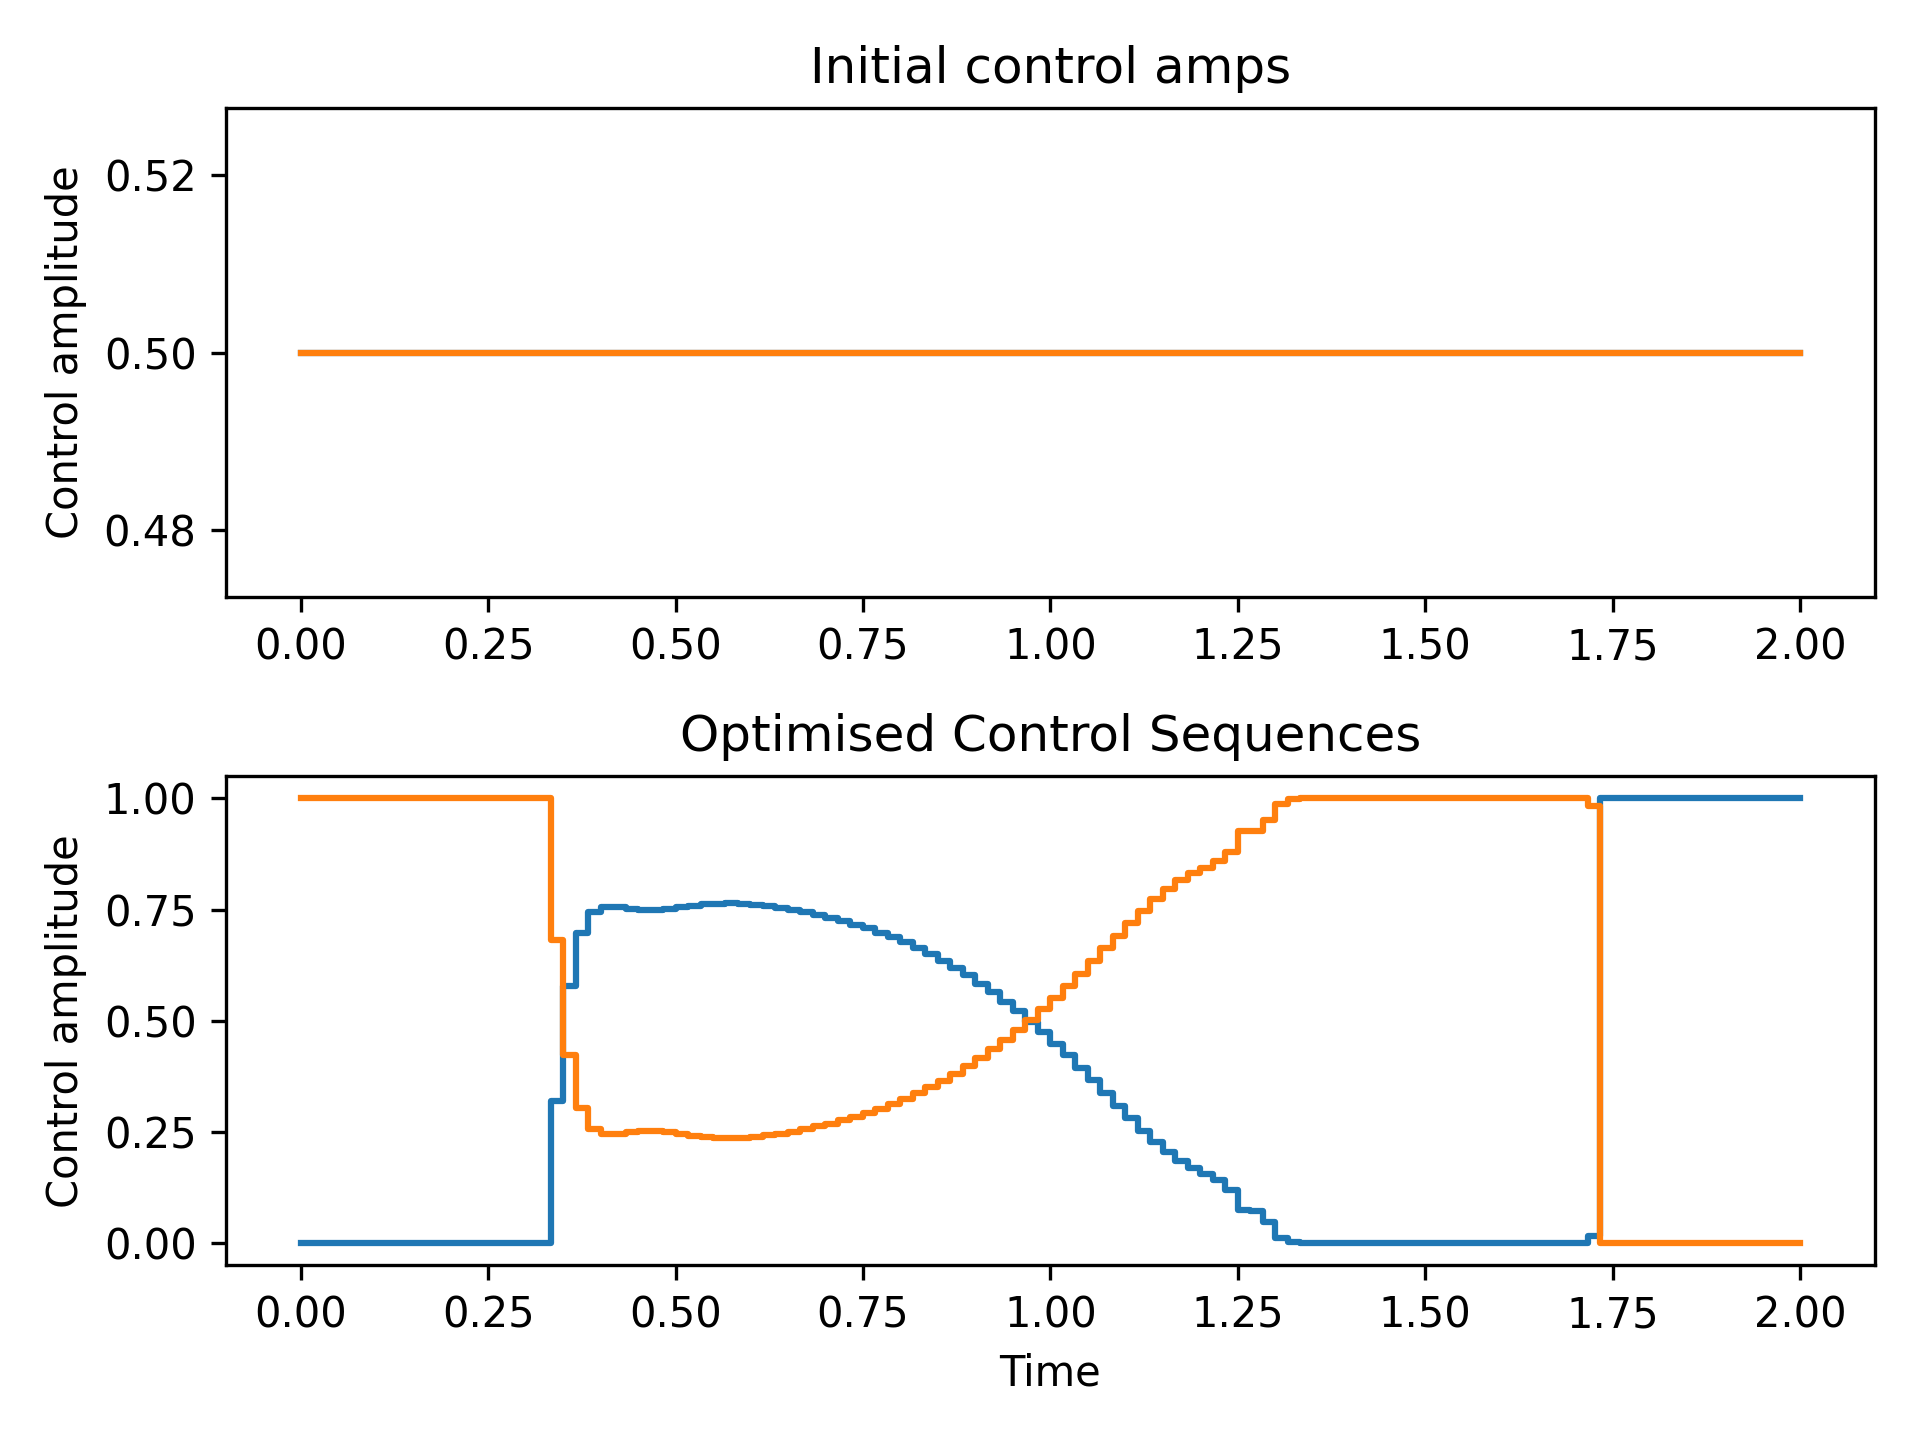 Initial control amps
Control amplitude
0.52
0.50
0.48
0.00 0.25 0.50 0.75 1.00 1.25 1.50 1.75 2.00
Optimised Control Sequences
Control amplitude
1.00
0.75
0.50
0.25
0.00
0.00 0.25 0.50 0.75 1.00 1.25 1.50 1.75 2.00
Time